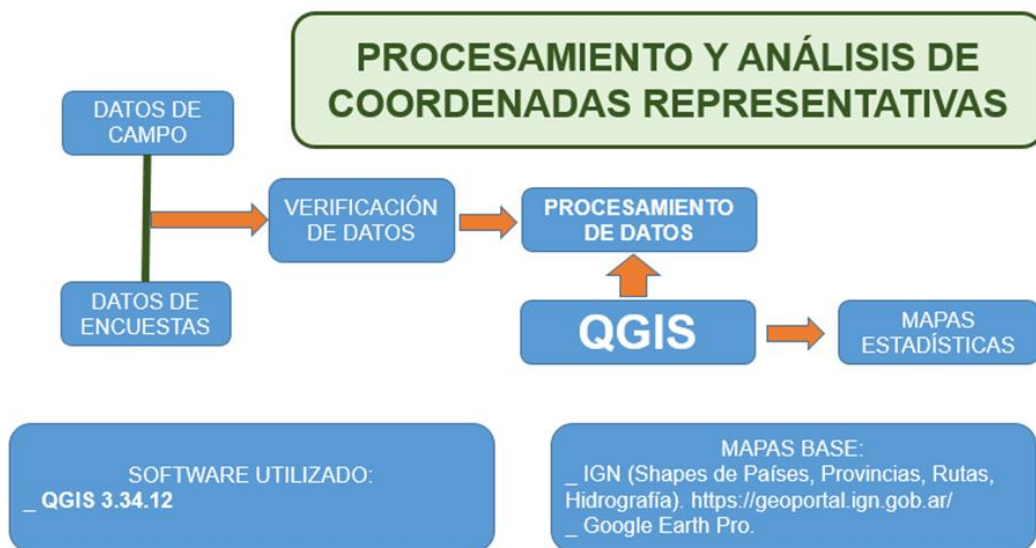 PROCESAMIENTO Y ANÁLISIS DE
COORDENADAS REPRESENTATIVAS
DATOS DE
CAMPO
VERIFICACIÓN
DE DATOS
PROCESAMIENTO
DE DATOS
DATOS DE
ENCUESTAS
QGIS
MAPAS
ESTADÍSTICAS
SOFTWARE UTILIZADO:
_ QGIS 3.34.12
MAPAS BASE:
_ IGN (Shapes de Países, Provincias, Rutas,
Hidrografía). https://geoportal.ign.gob.ar/
_ Google Earth Pro.